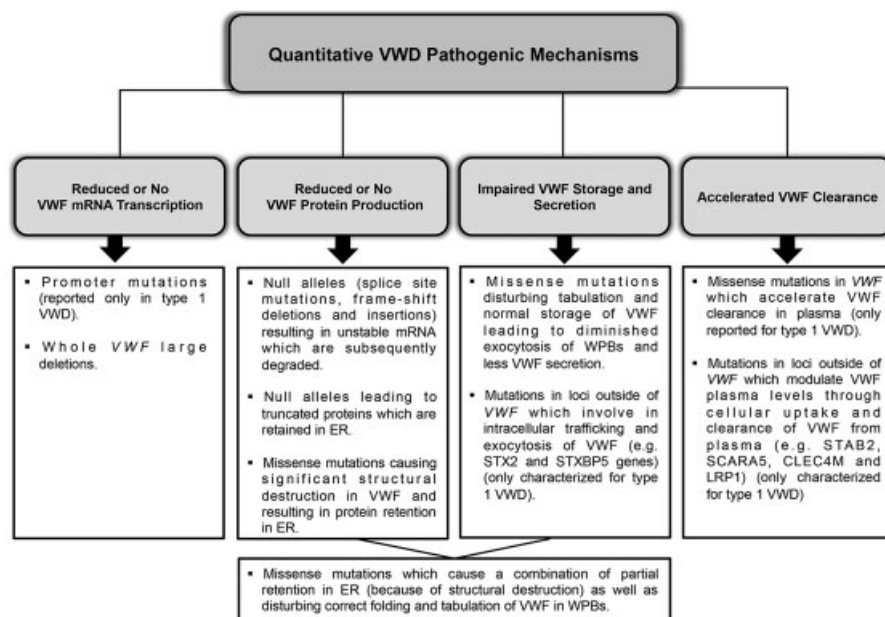 Quantitative VWD Pathogenic Mechanisms
Reduced or No
VWF mRNA Transcription
▪ Promoter mutations
(reported only in type 1
VWD).
▪ Whole VWF large
deletions.
Reduced or No
VWF Protein Production
▪ Null alleles (splice site
mutations, frame-shift
deletions and insertions)
resulting in unstable mRNA
which are subsequently
degraded.
▪ Null alleles leading to
truncated proteins which are
retained in ER.
▪ Missense mutations causing
significant structural
destruction in VWF and
resulting in protein retention
in ER.
Impaired VWF Storage and
Secretion
▪ Missense mutations
disturbing tabulation and
normal storage of VWF
leading to diminished
exocytosis of WPBs and
less VWF secretion.
▪ Mutations in loci outside of
VWF which involve in
intracellular trafficking and
exocytosis of VWF (e.g.
STX2 and STXBP5 genes)
(only characterized for type
1 VWD).
Accelerated VWF Clearance
▪ Missense mutations in VWF
which accelerate VWF
clearance in plasma (only
reported for type 1 VWD).
▪ Mutations in loci outside of
VWF which modulate VWF
plasma levels through
cellular uptake and
clearance of VWF from
plasma (e.g. STAB2,
SCARA5, CLEC4M and
LRP1) (only characterized
for type 1 VWD)
▪ Missense mutations which cause a combination of partial
retention in ER (because of structural destruction) as well as
disturbing correct folding and tabulation of VWF in WPBs.